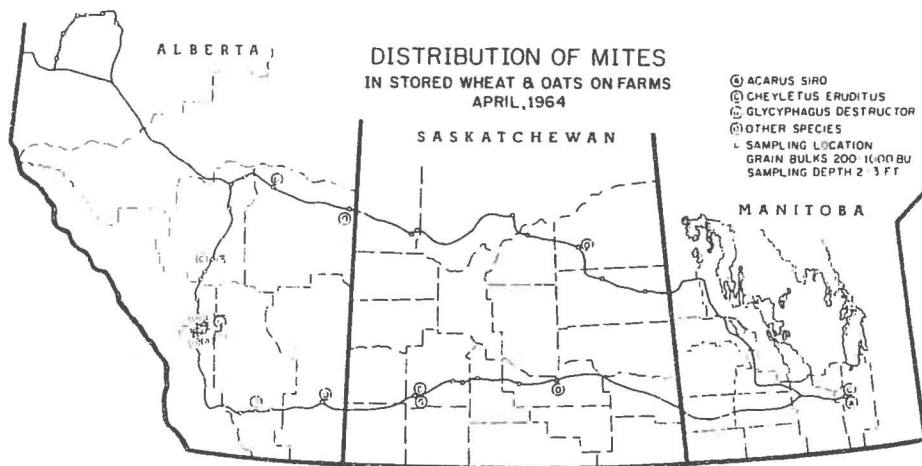 ALBERTA
DISTRIBUTION OF MITES
IN STORED WHEAT & OATS ON FARMS
APRIL, 1964
SASKATCHEWAN
Ⓐ ACARUS SIRO
Ⓒ CHEYLETUS ERUDITUS
Ⓖ GLYCYPHAGUS DESTRUCTOR
Ⓞ OTHER SPECIES
SAMPLING LOCATION
GRAIN BULKS 200-1000 BU
SAMPLING DEPTH 2-3 FT
MANITOBA